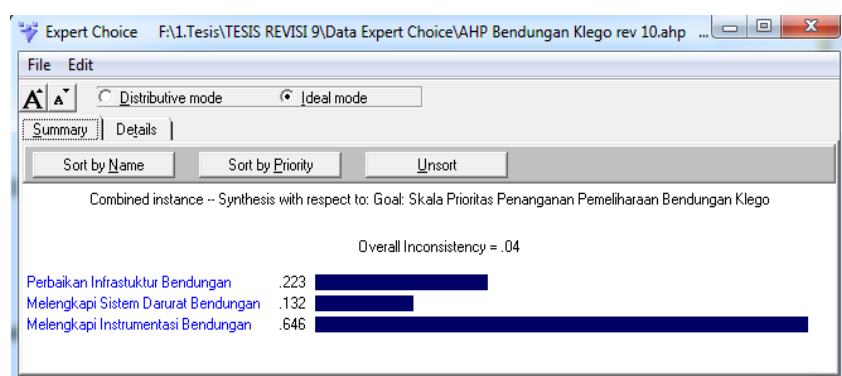 Expert Choice F:\1.Tesis\TESIS REVISI 9\Data Expert Choice\AHP Bendungan Klego rev 10.ahp ...
File Edit
A A Distributive mode Ideal mode
Summary Details
Sort by Name Sort by Priority Unsort
Combined instance -- Synthesis with respect to: Goal: Skala Prioritas Penanganan Pemeliharaan Bendungan Klego
Overall Inconsistency = .04
Perbaikan Infrastuktur Bendungan .223
Melengkapi Sistem Darurat Bendungan .132
Melengkapi Instrumentasi Bendungan .646